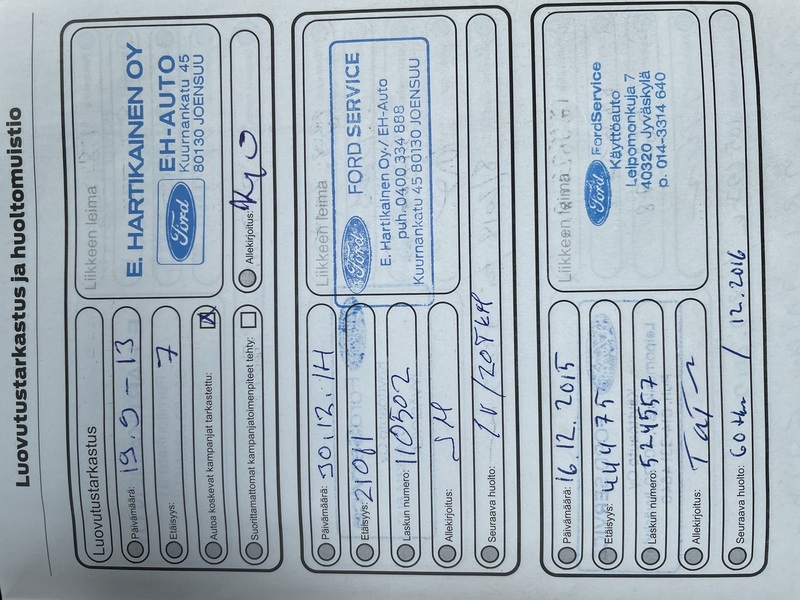 Luovutustarkastus ja huoltomuistio
Luovutustarkastus
Päivämäärä: 19.9-13
Etäisyys: 7
Autoa koskevat kampanjat tarkastettu:
Suorittamattomat kampanjatoimenpiteet tehty:
Liikkeen leima
E. HARTIKAINEN OY
Ford
EH-AUTO
Kuurnankatu 45
80130 JOENSUU
Allekirjoitus:
Päivämäärä: 30.12.14
Etäisyys: 21011
Laskun numero: 110502
Allekirjoitus: JM
Seuraava huolto: 1v/20TKM
Liikkeen leima
Ford
FORD SERVICE
E. Hartikainen Oy./ EH-Auto
puh. 0400 334 888
Kuurnankatu 45 80130 JOENSUU
Päivämäärä: 16.12.2015
Etäisyys: 44475
Laskun numero: 524557
Allekirjoitus:
Seuraava huolto: 60tkm / 12.2016
Liikkeen leima
Ford
FordService
Käyttöauto
Leipomonkuja 7
40320 Jyväskylä
p. 014-3314 640